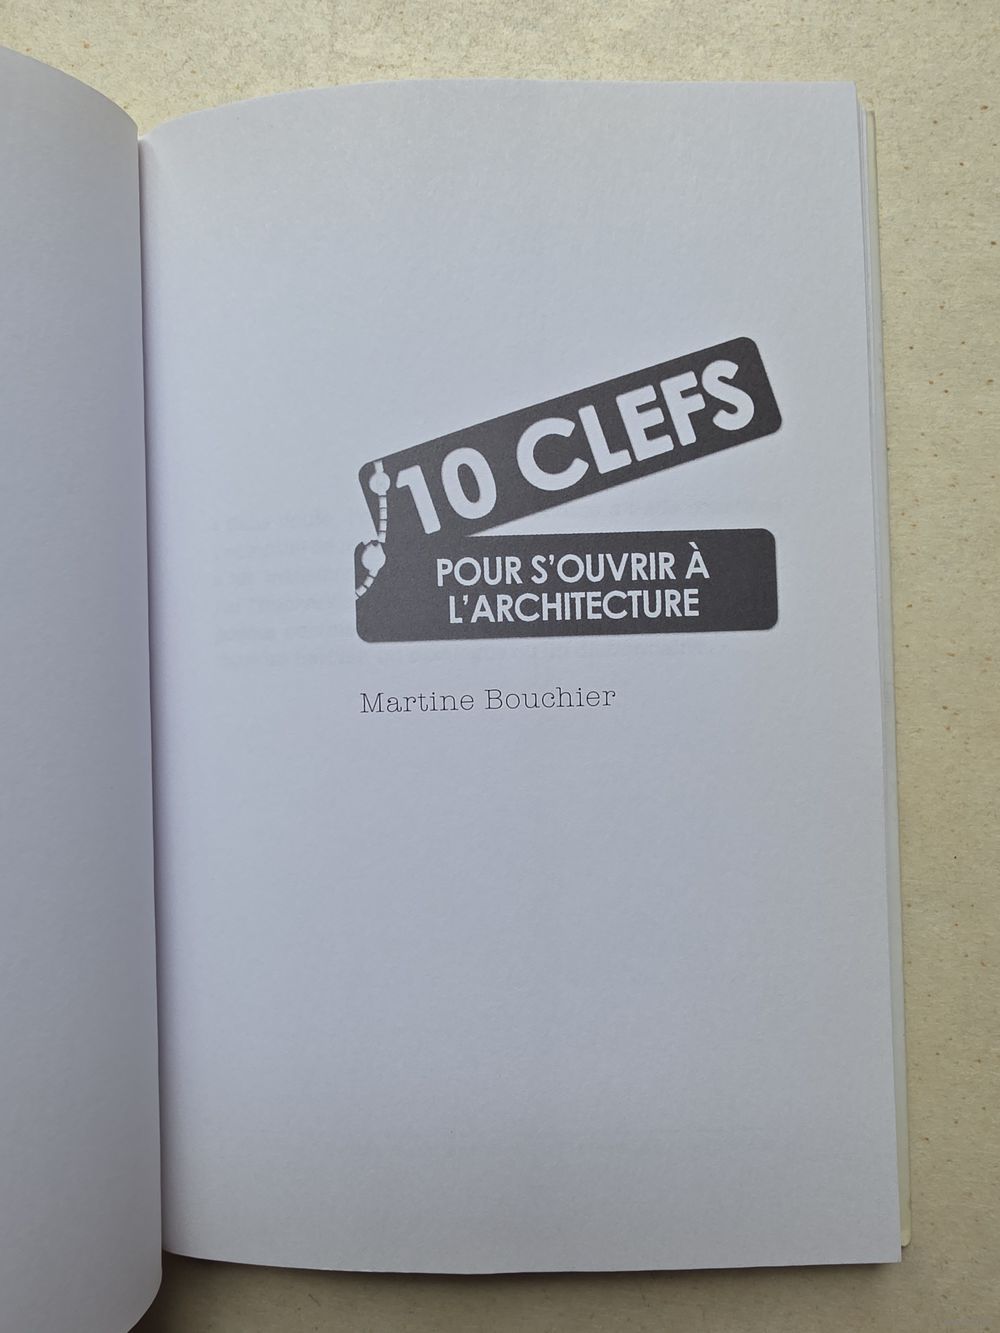 10 CLEFS
POUR S'OUVRIR À
L'ARCHITECTURE
Martine Bouchier